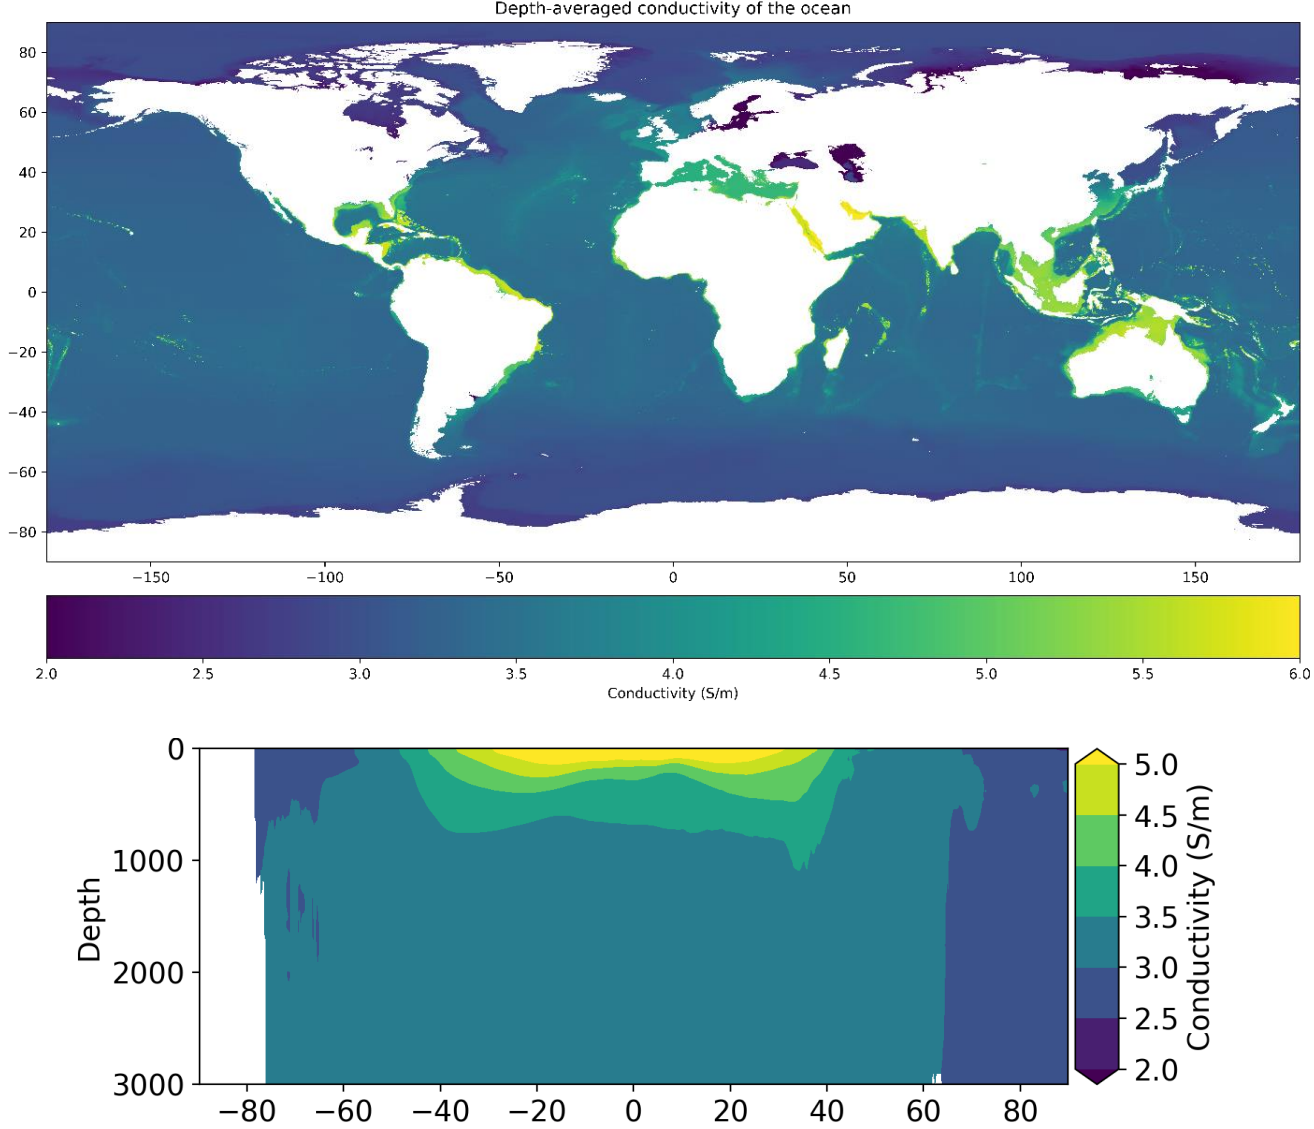 Depth-averaged conductivity of the ocean
80
60
40
20
0
−20
−40
−60
−80
−150 −100 −50 0 50 100 150
2.0 2.5 3.0 3.5 4.0 4.5 5.0 5.5 6.0
Conductivity (S/m)
Depth
0
1000
2000
3000
−80 −60 −40 −20 0 20 40 60 80
5.0
4.5
4.0
3.5
3.0
2.5
2.0
Conductivity (S/m)